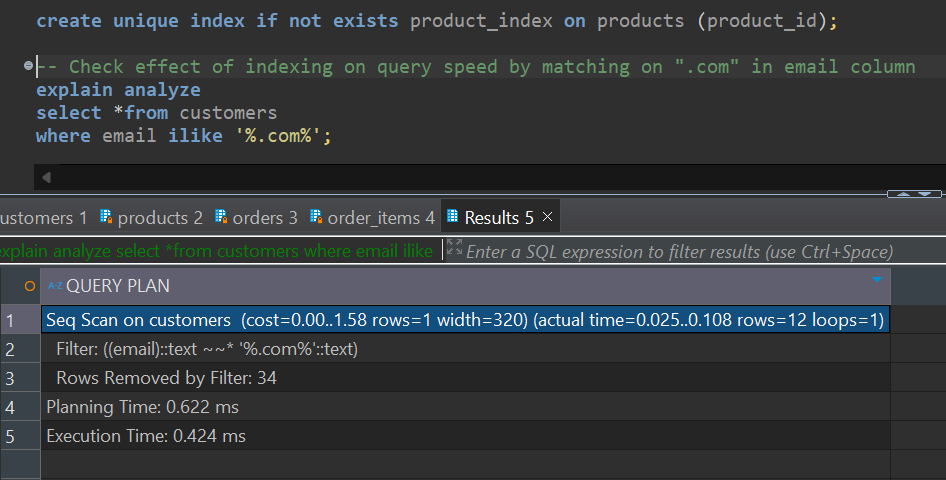 create unique index if not exists product_index on products (product_id);
-- Check effect of indexing on query speed by matching on ".com" in email column
explain analyze
select *from customers
where email ilike '%.com%';
ustomers 1 products 2 orders 3 order_items 4 Results 5
explain analyze select *from customers where email ilike Enter a SQL expression to filter results (use Ctrl+Space)
A-Z QUERY PLAN
1 Seq Scan on customers (cost=0.00..1.58 rows=1 width=320) (actual time=0.025..0.108 rows=12 loops=1)
2 Filter: ((email)::text ~~* '%.com%'::text)
3 Rows Removed by Filter: 34
4 Planning Time: 0.622 ms
5 Execution Time: 0.424 ms